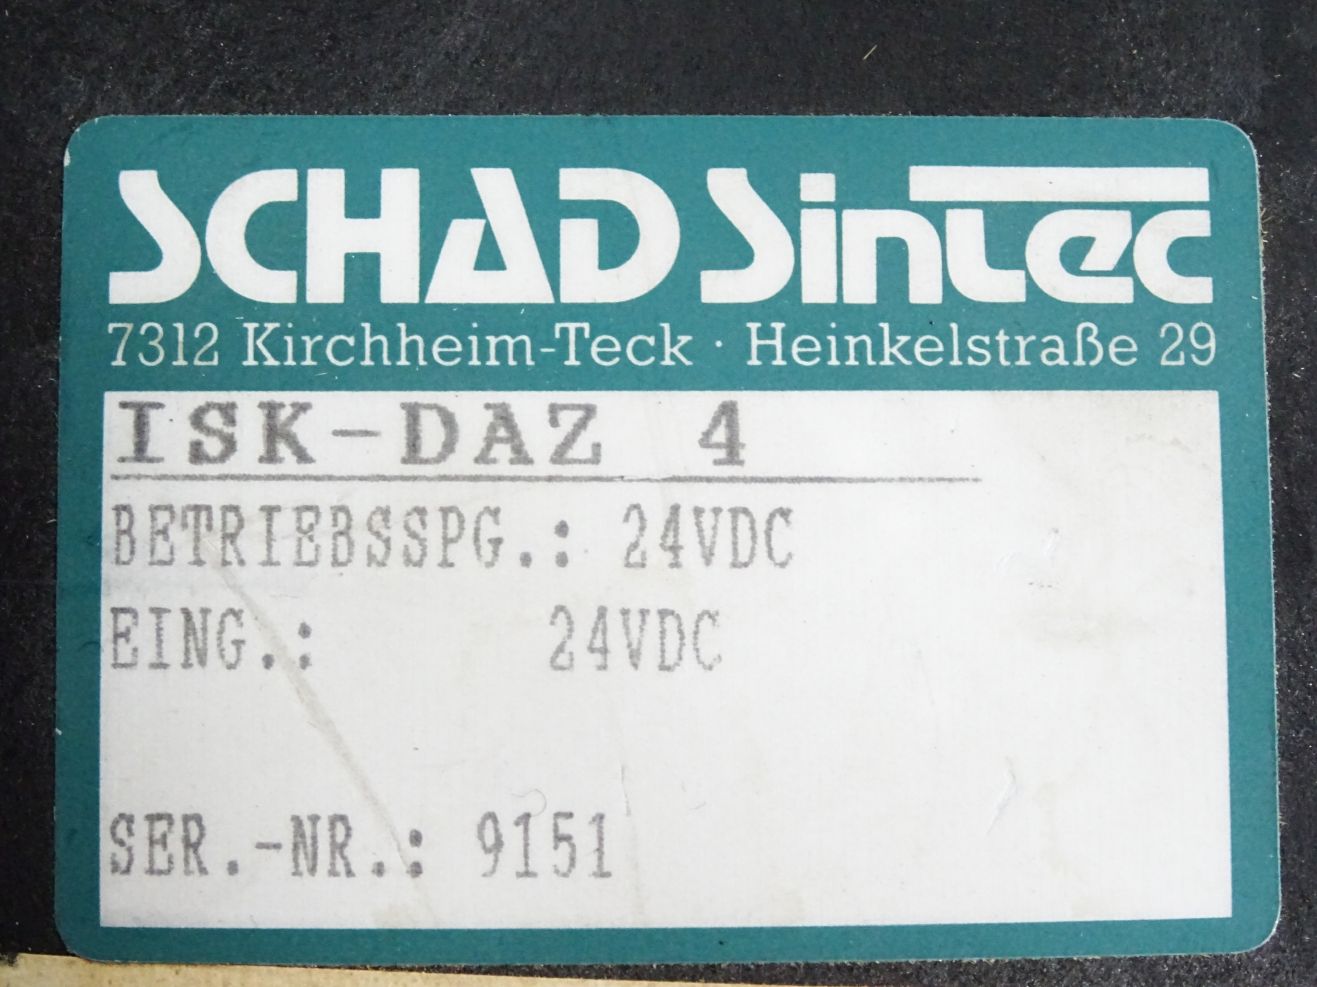 SCHAD Sintec
7312 Kirchheim-Teck · Heinkelstraße 29
ISK-DAZ 4
BETRIEBSSPG.: 24VDC
EING.: 24VDC
SER.-NR.: 9151